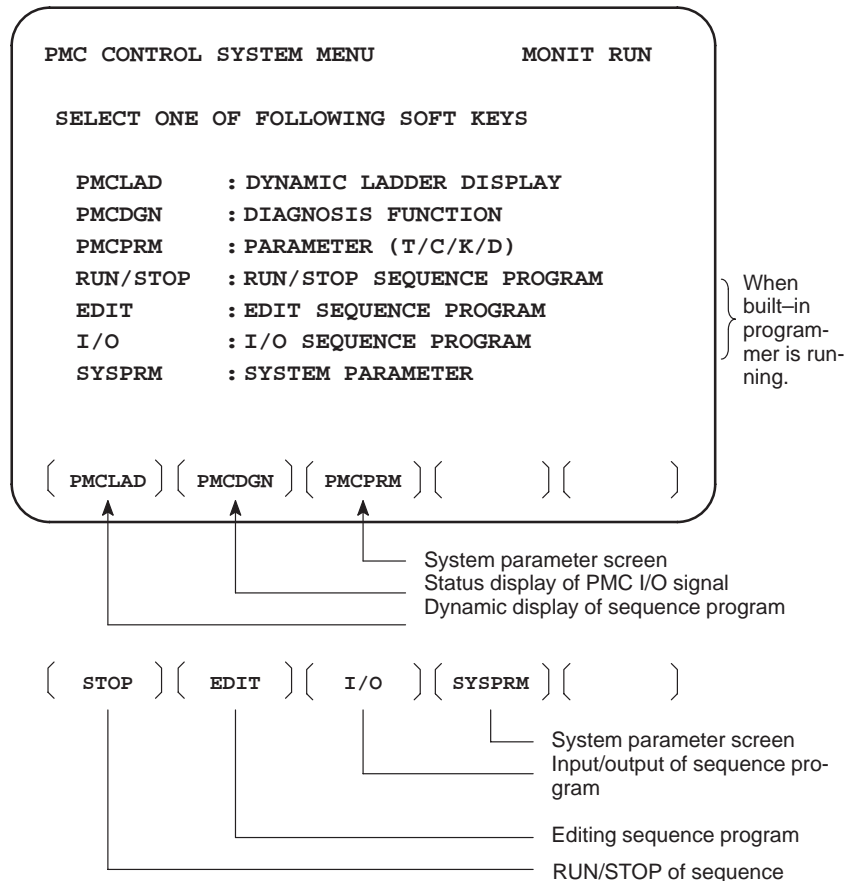 PMC CONTROL SYSTEM MENU MONIT RUN
SELECT ONE OF FOLLOWING SOFT KEYS
PMCLAD : DYNAMIC LADDER DISPLAY
PMCDGN : DIAGNOSIS FUNCTION
PMCPRM : PARAMETER (T/C/K/D)
RUN/STOP : RUN/STOP SEQUENCE PROGRAM
EDIT : EDIT SEQUENCE PROGRAM
I/O : I/O SEQUENCE PROGRAM
SYSPRM : SYSTEM PARAMETER
When
built–in
program-
mer is run-
ning.
PMCLAD PMCDGN PMCPRM
System parameter screen
Status display of PMC I/O signal
Dynamic display of sequence program
STOP EDIT I/O SYSPRM
System parameter screen
Input/output of sequence pro-
gram
Editing sequence program
RUN/STOP of sequence